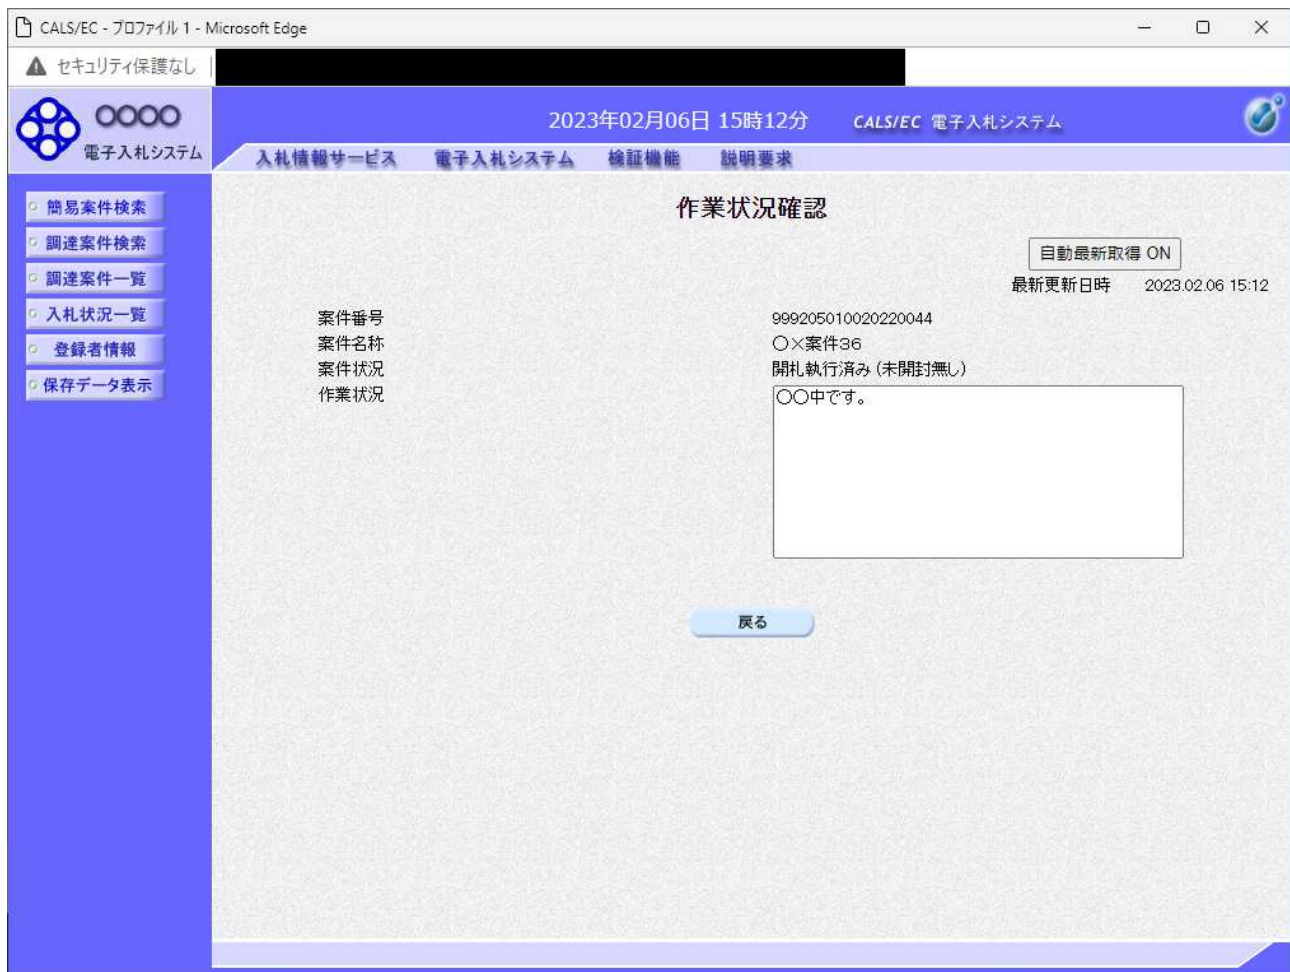 CALS/EC - プロファイル 1 - Microsoft Edge
セキュリティ保護なし
〇〇〇〇
電子入札システム
2023年02月06日 15時12分
CALS/EC 電子入札システム
入札情報サービス 電子入札システム 検証機能 説明要求
簡易案件検索
調達案件検索
調達案件一覧
入札状況一覧
登録者情報
保存データ表示
作業状況確認
自動最新取得 ON
最新更新日時 2023.02.06 15:12
案件番号 999205010020220044
案件名称 〇×案件36
案件状況 開札執行済み (未開封無し)
作業状況 〇〇中です。
戻る